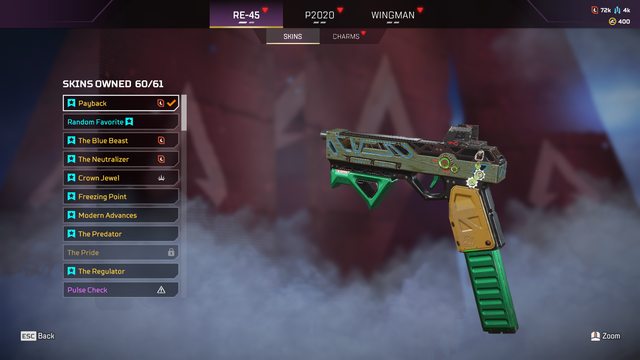 RE-45 P2020 WINGMAN
72k 4k
400
SKINS CHARMS
SKINS OWNED 60/61
Payback
Random Favorite
The Blue Beast
The Neutralizer
Crown Jewel
Freezing Point
Modern Advances
The Predator
The Pride
The Regulator
Pulse Check
ESC Back
Zoom